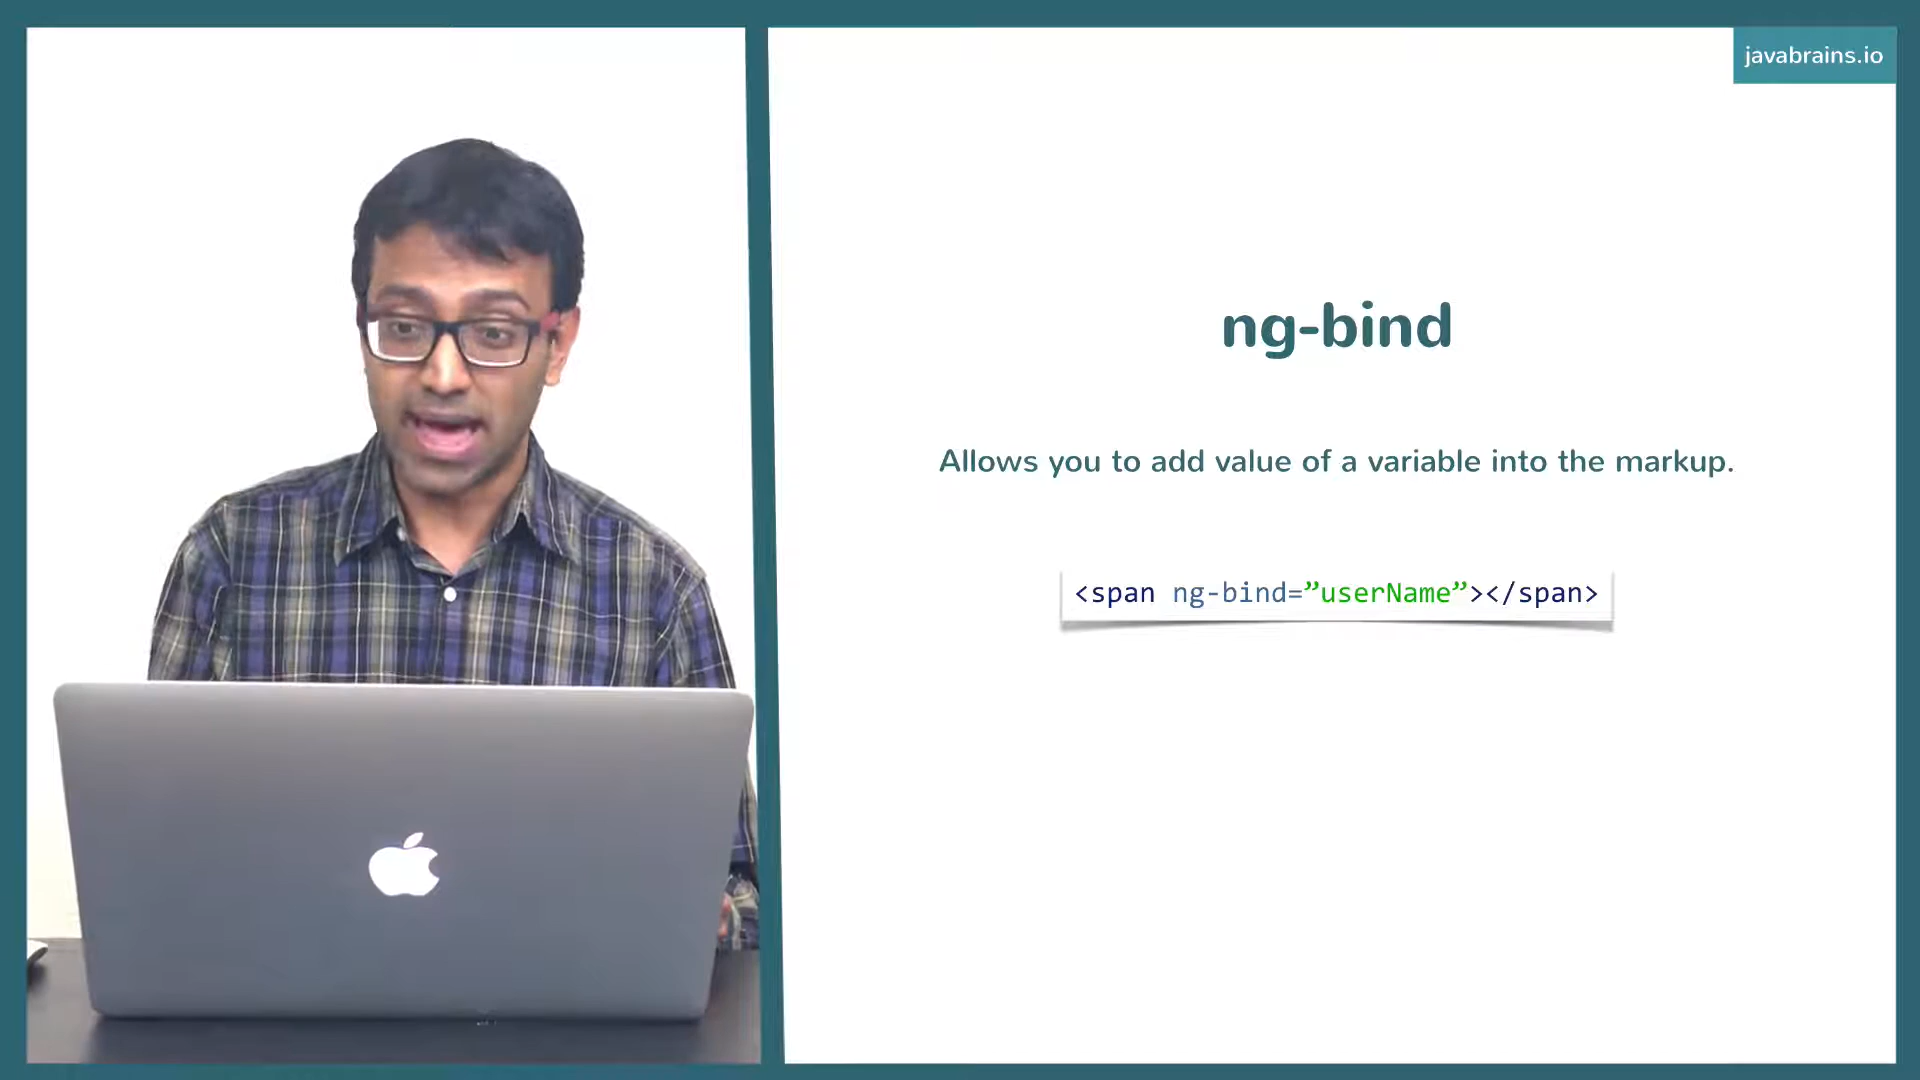 javabrains.io
ng-bind
Allows you to add value of a variable into the markup.
<span ng-bind=”userName”></span>